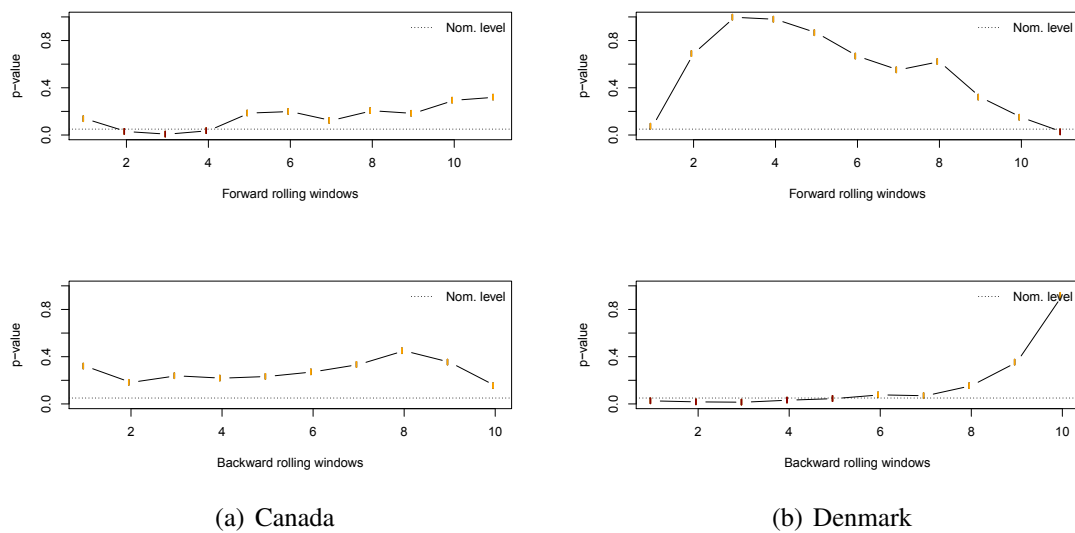 Nom. level
p−value
0.0 0.4 0.8
2 4 6 8 10
Forward rolling windows
Nom. level
p−value
0.0 0.4 0.8
2 4 6 8 10
Forward rolling windows
Nom. level
p−value
0.0 0.4 0.8
2 4 6 8 10
Backward rolling windows
Nom. level
p−value
0.0 0.4 0.8
2 4 6 8 10
Backward rolling windows
(a) Canada
(b) Denmark